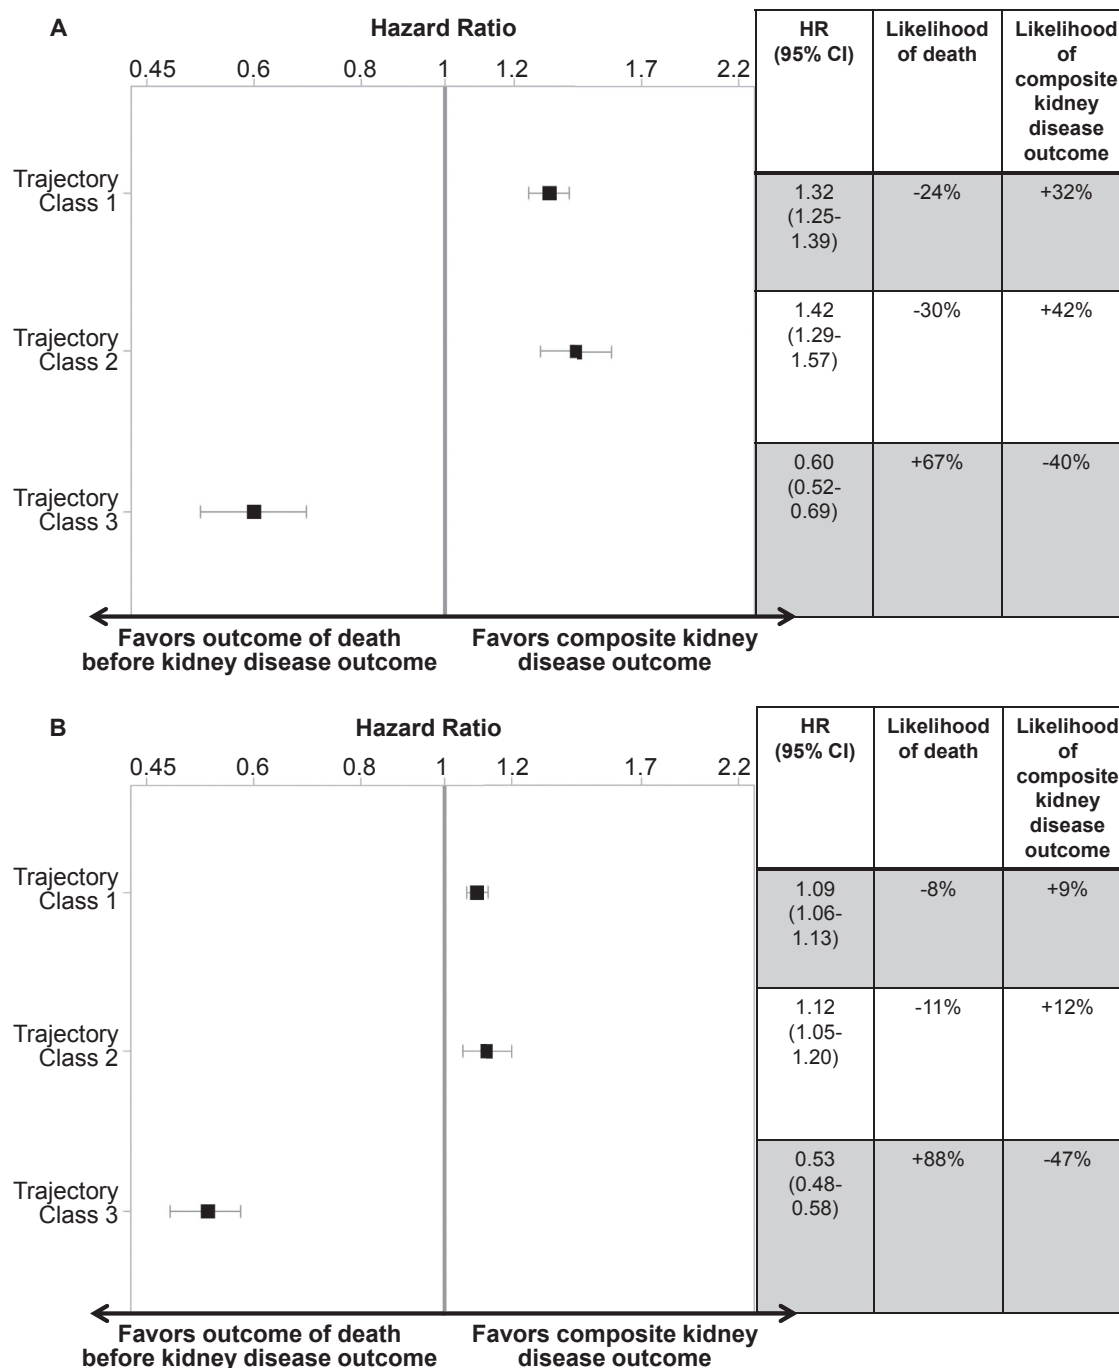 A
Hazard Ratio
0.45 0.6 0.8 1 1.2 1.7 2.2
Trajectory
Class 1
Trajectory
Class 2
Trajectory
Class 3
Favors outcome of death
before kidney disease outcome
Favors composite kidney
disease outcome
HR
(95% CI)
Likelihood
of death
Likelihood
of
composite
kidney
disease
outcome
1.32
(1.25-
1.39)
-24%
+32%
1.42
(1.29-
1.57)
-30%
+42%
0.60
(0.52-
0.69)
+67%
-40%
B
Hazard Ratio
0.45 0.6 0.8 1 1.2 1.7 2.2
Trajectory
Class 1
Trajectory
Class 2
Trajectory
Class 3
Favors outcome of death
before kidney disease outcome
Favors composite kidney
disease outcome
HR
(95% CI)
Likelihood
of death
Likelihood
of
composite
kidney
disease
outcome
1.09
(1.06-
1.13)
-8%
+9%
1.12
(1.05-
1.20)
-11%
+12%
0.53
(0.48-
0.58)
+88%
-47%